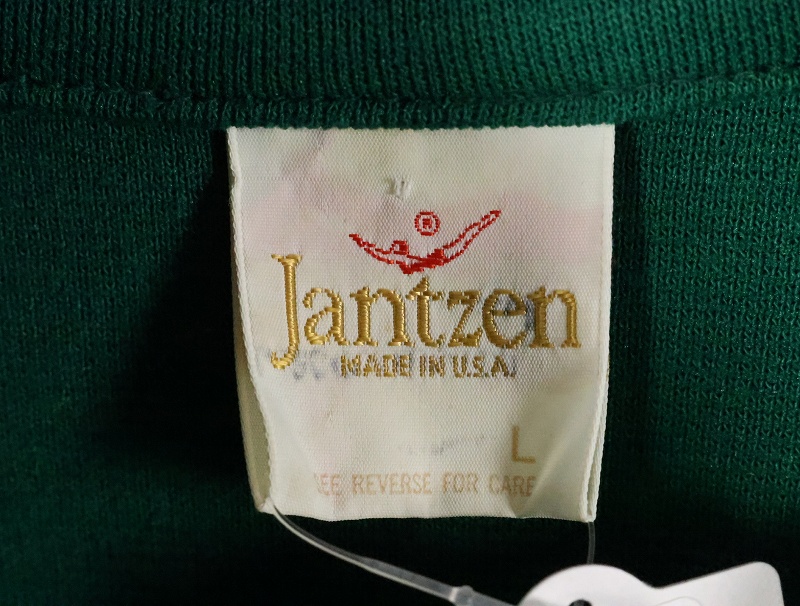 ®
Jantzen
MADE IN U.S.A.
L
SEE REVERSE FOR CARE